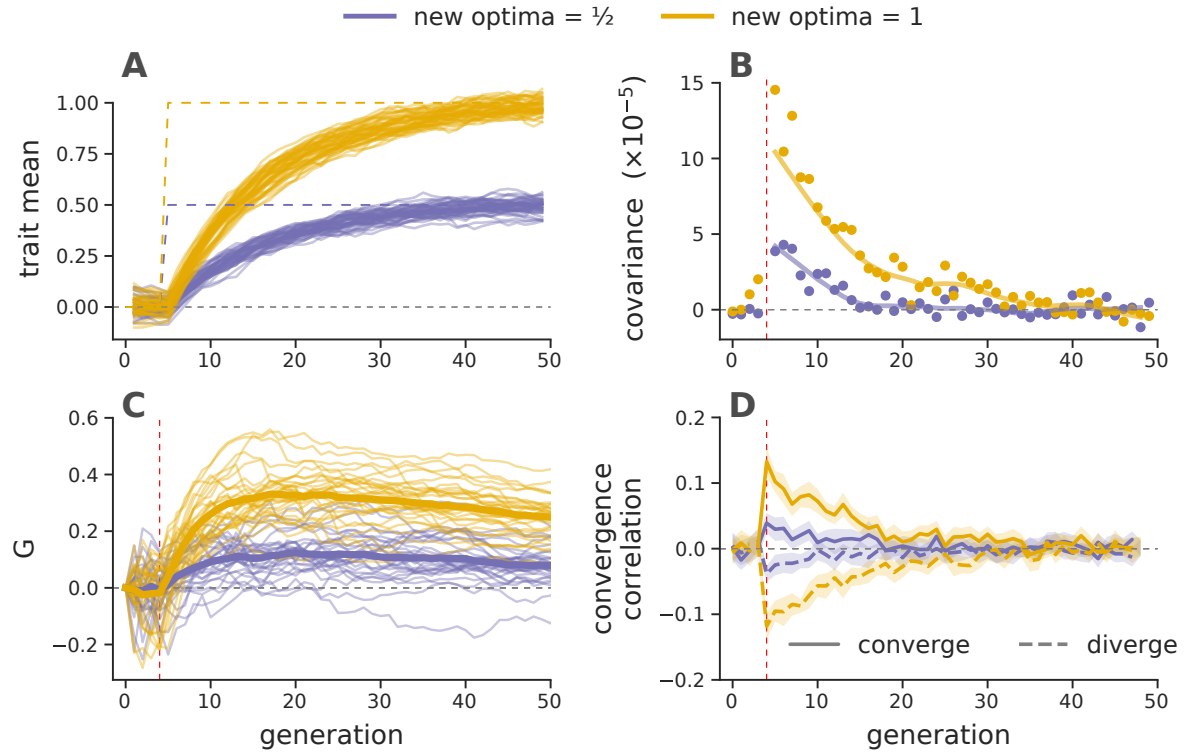 new optima = ½ new optima = 1
A
trait mean
1.00
0.75
0.50
0.25
0.00
0 10 20 30 40 50
B
covariance (×10⁻⁵)
15
10
5
0
0 10 20 30 40 50
generation
C
G
0.6
0.4
0.2
0.0
−0.2
0 10 20 30 40 50
generation
D
convergence
correlation
0.2
0.1
0.0
−0.1
−0.2
converge diverge
0 10 20 30 40 50
generation